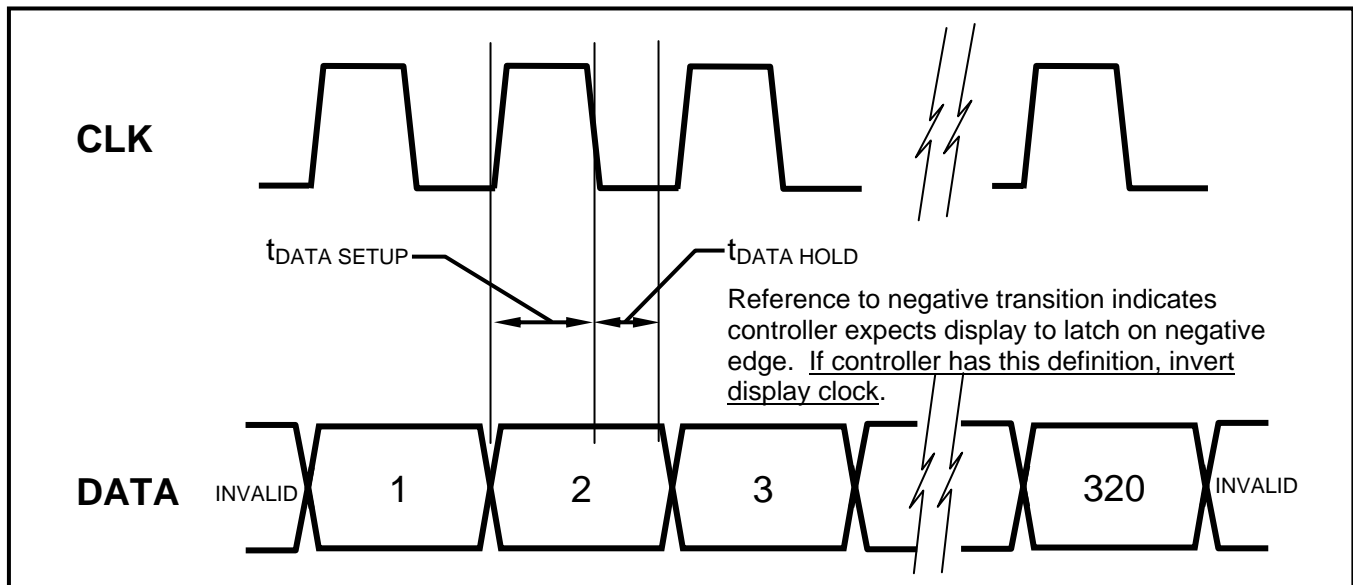 CLK
tDATA SETUP
tDATA HOLD
Reference to negative transition indicates
controller expects display to latch on negative
edge. If controller has this definition, invert
display clock.
DATA
INVALID
1
2
3
320
INVALID